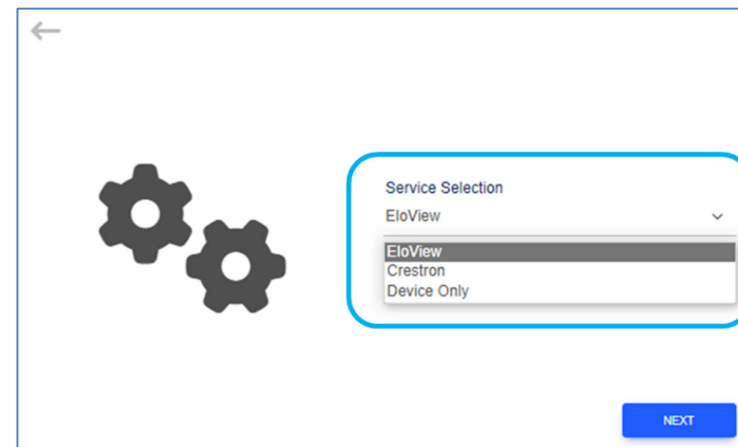 Service Selection
EloView
EloView
Crestron
Device Only
NEXT